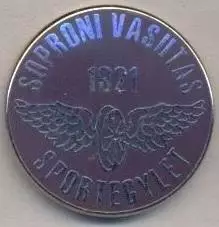 SOPRONI VASUTAS
1921
SPORTEGYLET